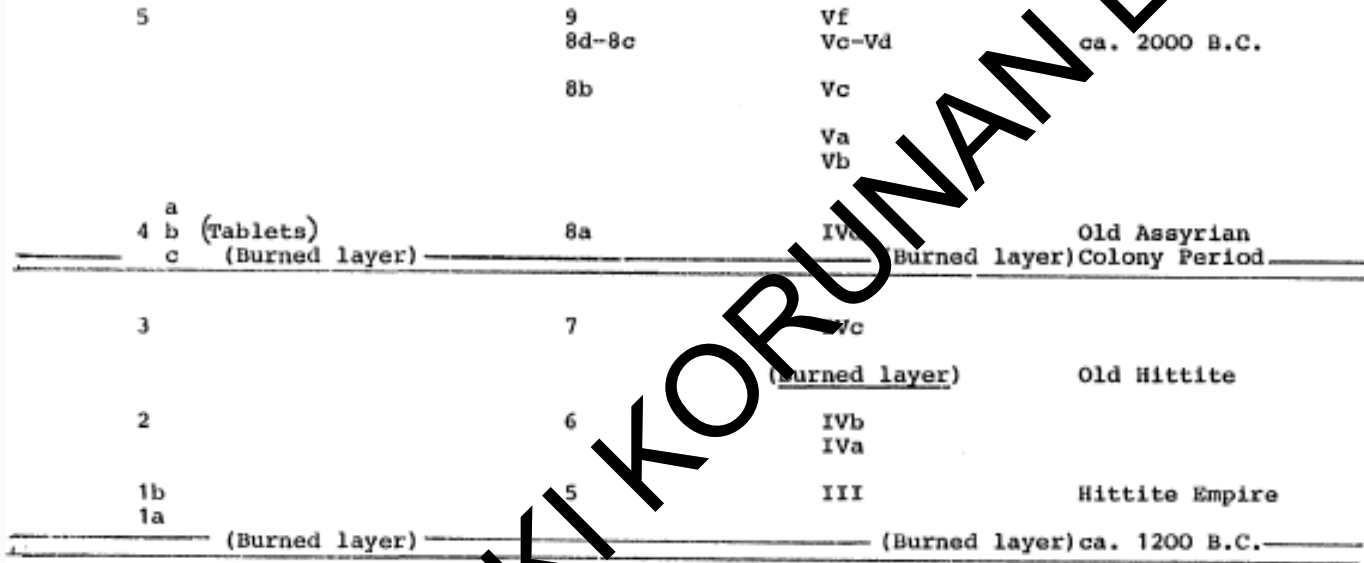 5 9 Vf
8d-8c Vc-Vd ca. 2000 B.C.
8b Vc
Va
Vb
a
4 b (Tablets) 8a Old Assyrian
c (Burned layer) (Burned layer) Colony Period
3 7 IVc
(Burned layer) Old Hittite
2 6 IVb
IVa
1b 5 III Hittite Empire
1a
(Burned layer) (Burned layer) ca. 1200 B.C.
KORUNAN